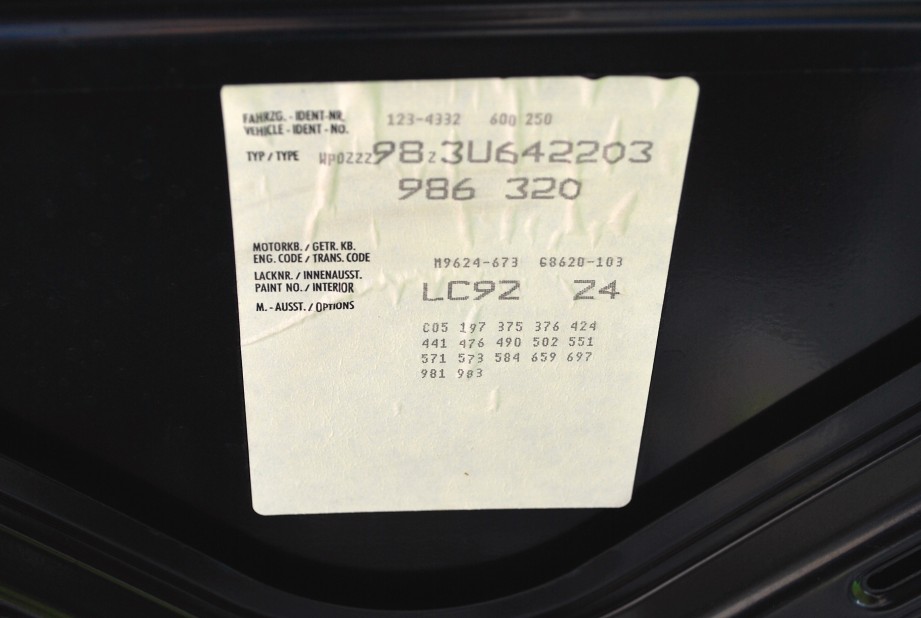 FAHRZG. - IDENT-NR. 123-4332 600 250
VEHICLE - IDENT - NO.
TYP / TYPE WP0ZZZ98Z3U642203
986 320
MOTORKB. / GETR. KB.
ENG. CODE / TRANS. CODE M9624-673 G8620-103
LACKNR. / INNENAUSST.
PAINT NO. / INTERIOR LC9Z Z4
M. - AUSST. / OPTIONS
C05 197 375 376 424
441 476 490 502 551
571 573 584 659 697
981 983